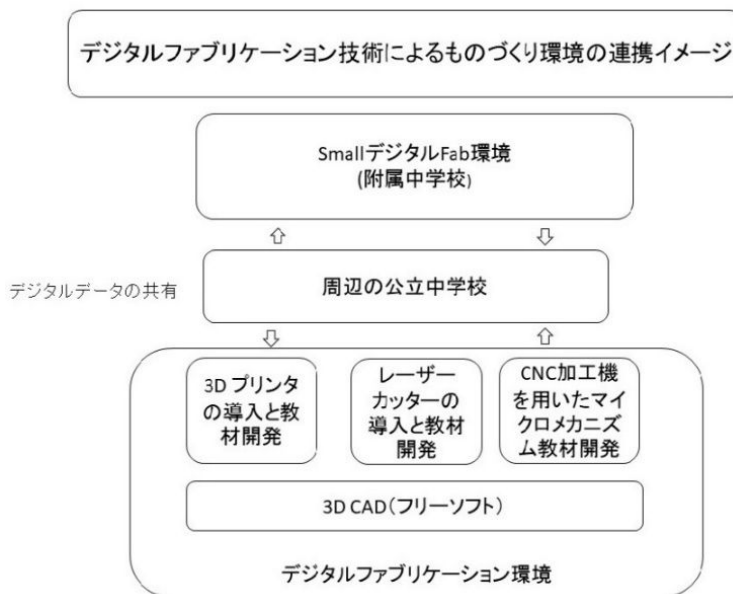 デジタルファブリケーション技術によるものづくり環境の連携イメージ
SmallデジタルFab環境
(附属中学校)
デジタルデータの共有
周辺の公立中学校
3D プリンタ
の導入と教
材開発
レーザー
カッターの
導入と教材
開発
CNC加工機
を用いたマイ
クロメカニズ
ム教材開発
3D CAD(フリーソフト)
デジタルファブリケーション環境